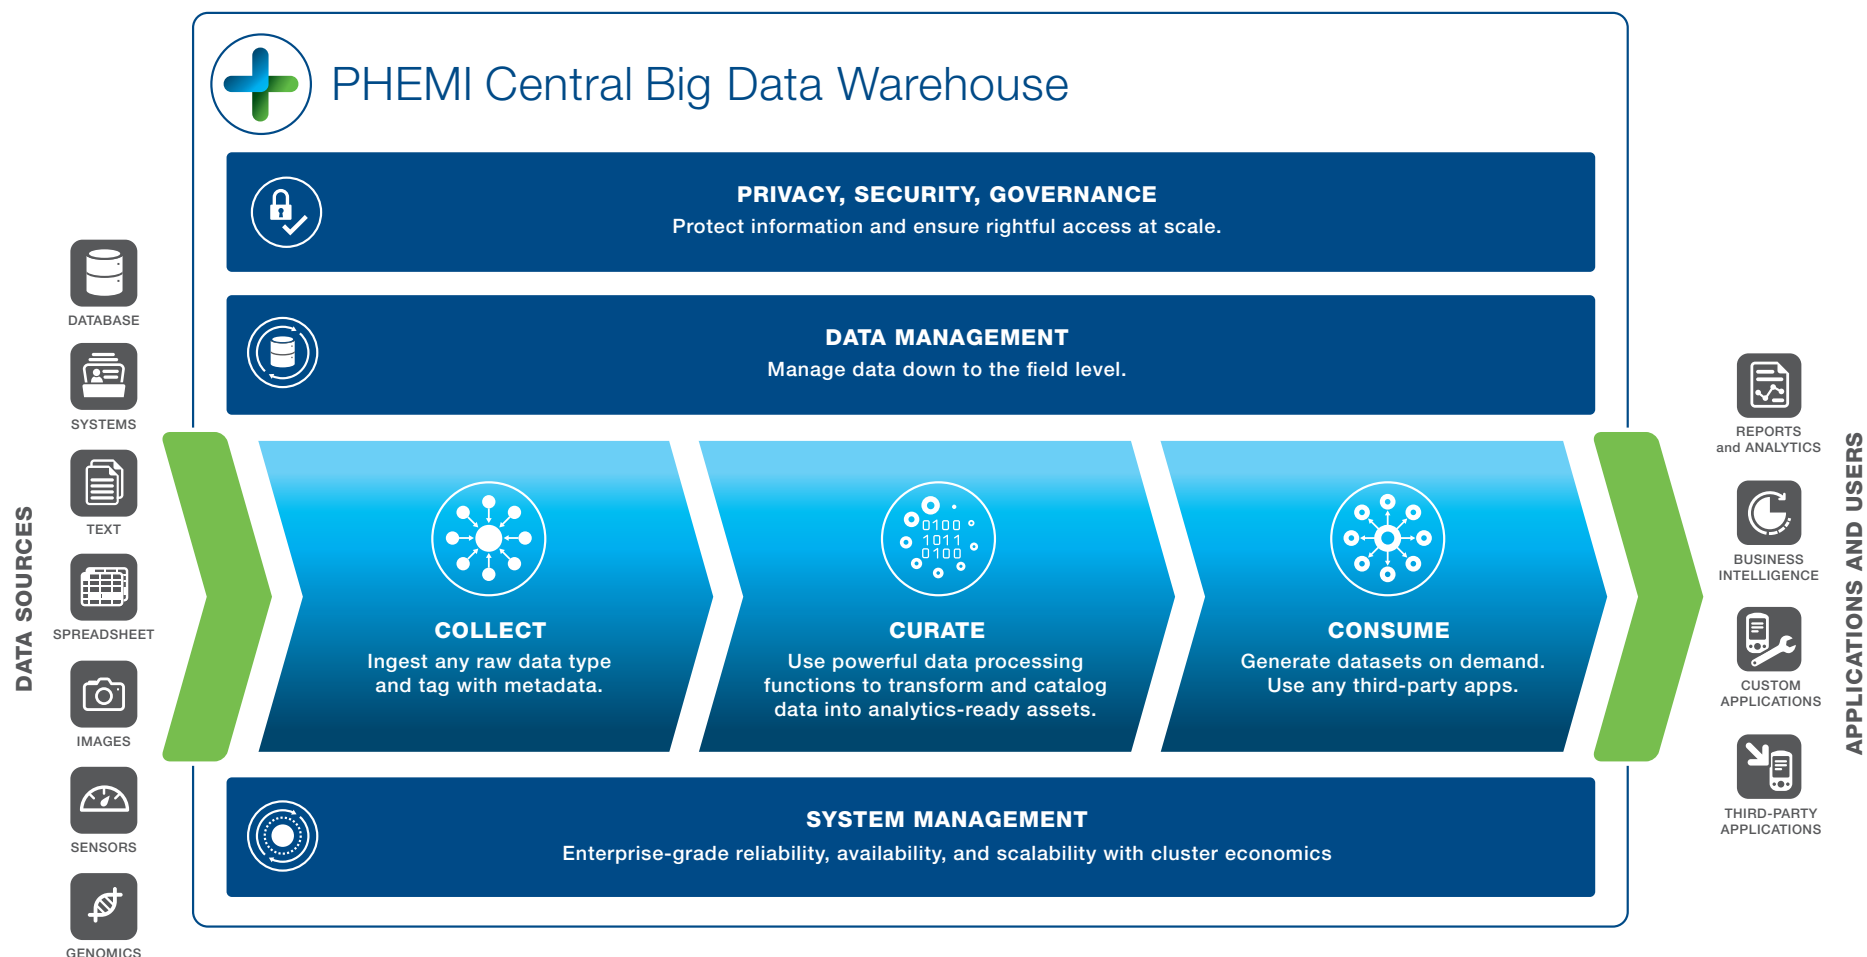 PHEMI Central Big Data Warehouse
PRIVACY, SECURITY, GOVERNANCE
Protect information and ensure rightful access at scale.
DATA MANAGEMENT
Manage data down to the field level.
DATA SOURCES
DATABASE
SYSTEMS
TEXT
SPREADSHEET
IMAGES
SENSORS
GENOMICS
0100
1011
0100
COLLECT
Ingest any raw data type
and tag with metadata.
CURATE
Use powerful data processing
functions to transform and catalog
data into analytics-ready assets.
CONSUME
Generate datasets on demand.
Use any third-party apps.
SYSTEM MANAGEMENT
Enterprise-grade reliability, availability, and scalability with cluster economics
REPORTS
and ANALYTICS
BUSINESS
INTELLIGENCE
CUSTOM
APPLICATIONS
THIRD-PARTY
APPLICATIONS
APPLICATIONS AND USERS